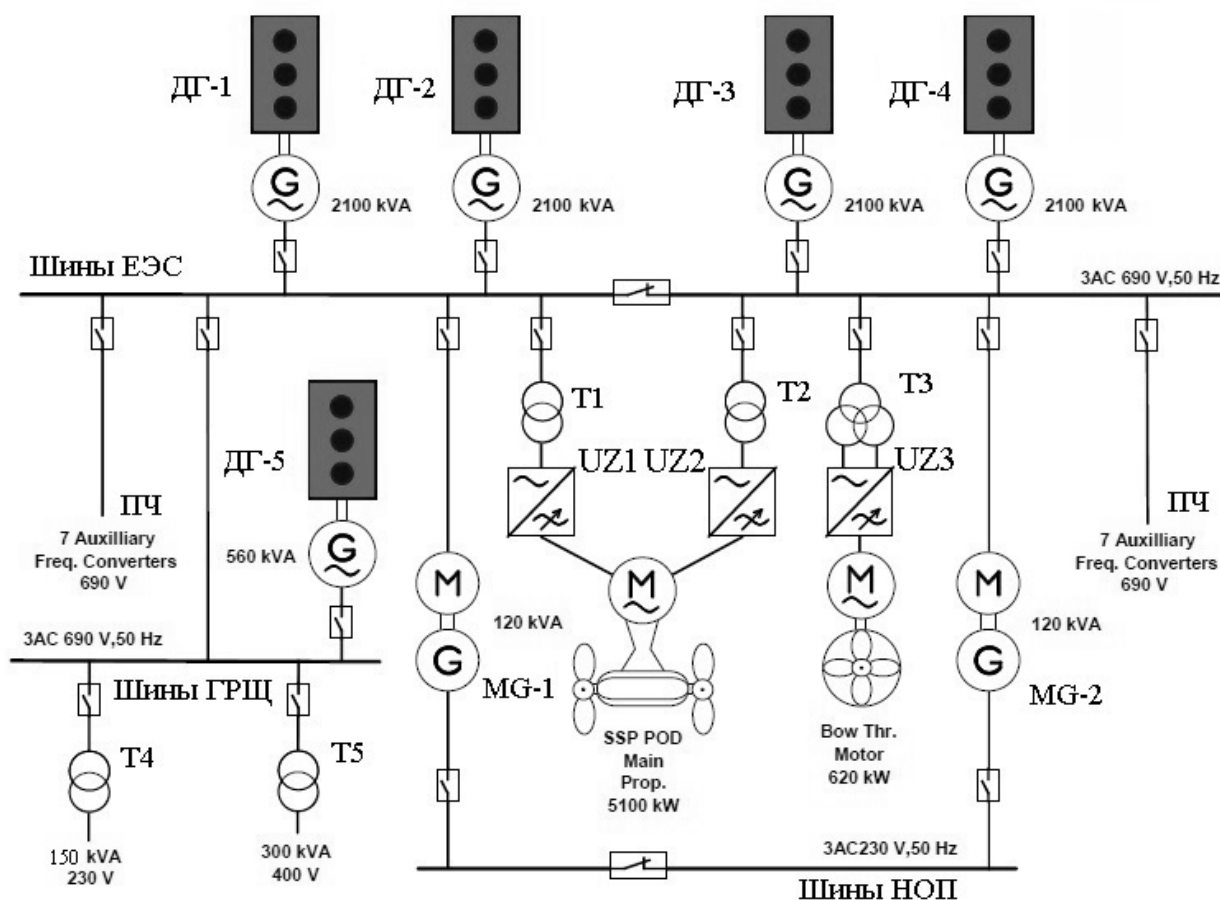 ДГ-1
ДГ-2
ДГ-3
ДГ-4
G
G
G
G
2100 kVA
2100 kVA
2100 kVA
2100 kVA
Шины ЕЭС
3AC 690 V,50 Hz
T1
T2
T3
ДГ-5
UZ1
UZ2
UZ3
ПЧ
7 Auxilliary
Freq. Converters
690 V
560 kVA
G
ПЧ
7 Auxilliary
Freq. Converters
690 V
M
M
M
M
120 kVA
120 kVA
3AC 690 V,50 Hz
Шины ГРЩ
G
MG-1
G
MG-2
SSP POD
Main
Prop.
5100 kW
Bow Thr.
Motor
620 kW
T4
T5
150 kVA
230 V
300 kVA
400 V
3AC230 V,50 Hz
Шины НОП